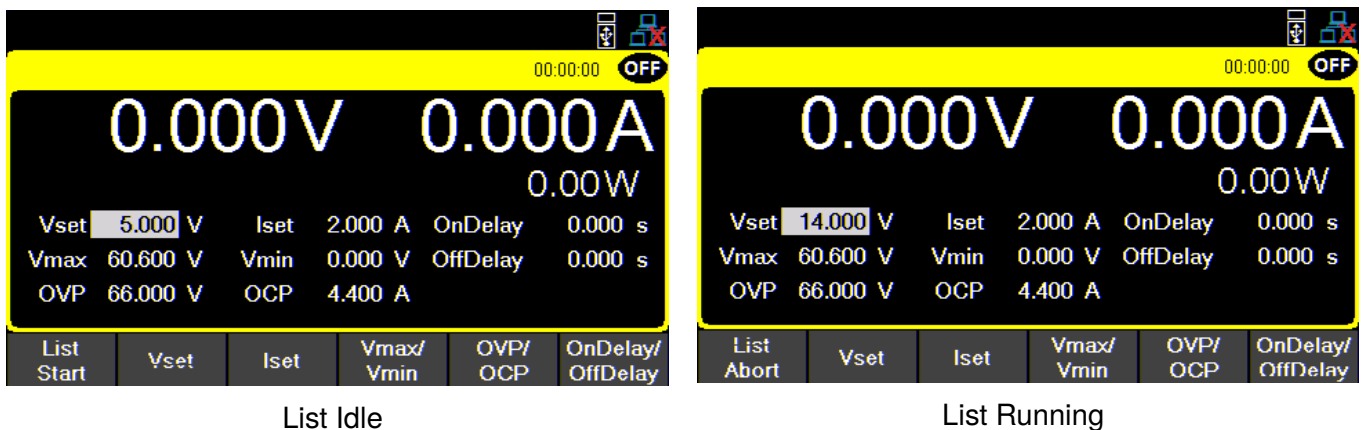 00:00:00 OFF
0.000V 0.000A
0.00W
Vset 5.000 V Iset 2.000 A OnDelay 0.000 s
Vmax 60.600 V Vmin 0.000 V OffDelay 0.000 s
OVP 66.000 V OCP 4.400 A
List Start
Vset
Iset
Vmax/ Vmin
OVP/ OCP
OnDelay/ OffDelay
List Idle
00:00:00 OFF
0.000V 0.000A
0.00W
Vset 14.000 V Iset 2.000 A OnDelay 0.000 s
Vmax 60.600 V Vmin 0.000 V OffDelay 0.000 s
OVP 66.000 V OCP 4.400 A
List Abort
Vset
Iset
Vmax/ Vmin
OVP/ OCP
OnDelay/ OffDelay
List Running